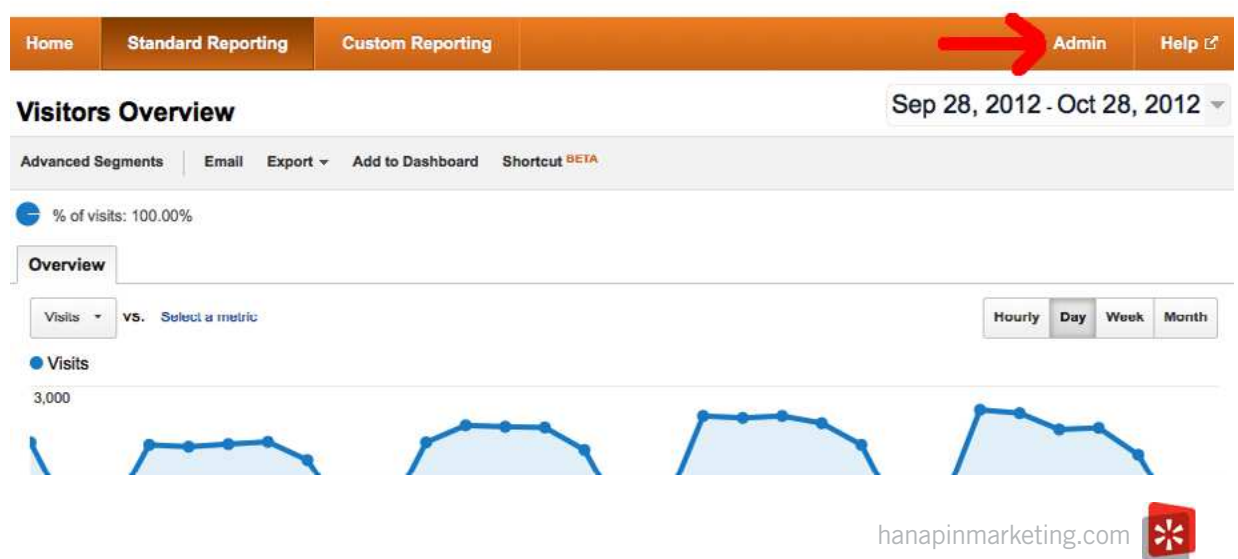 Home Standard Reporting Custom Reporting Admin Help
Visitors Overview Sep 28, 2012 - Oct 28, 2012
Advanced Segments Email Export Add to Dashboard Shortcut BETA
% of visits: 100.00%
Overview
Visits vs. Select a metric Hourly Day Week Month
Visits
3,000
hanapinmarketing.com